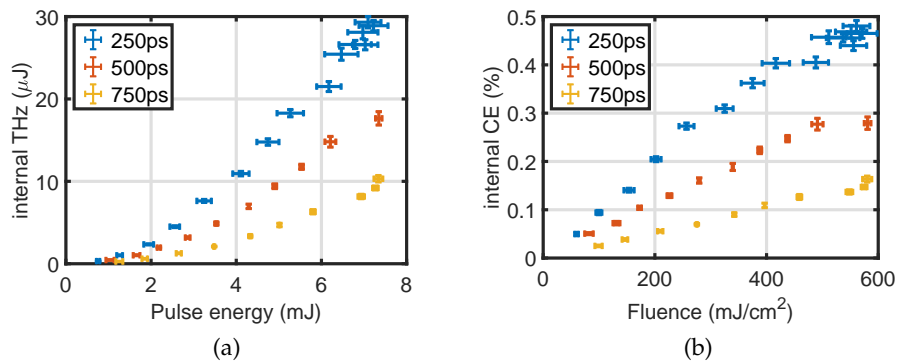 internal THz (μJ)
30
20
10
0
0 2 4 6 8
Pulse energy (mJ)
250ps
500ps
750ps
(a)
internal CE (%)
0.5
0.4
0.3
0.2
0.1
0
0 200 400 600
Fluence (mJ/cm²)
250ps
500ps
750ps
(b)